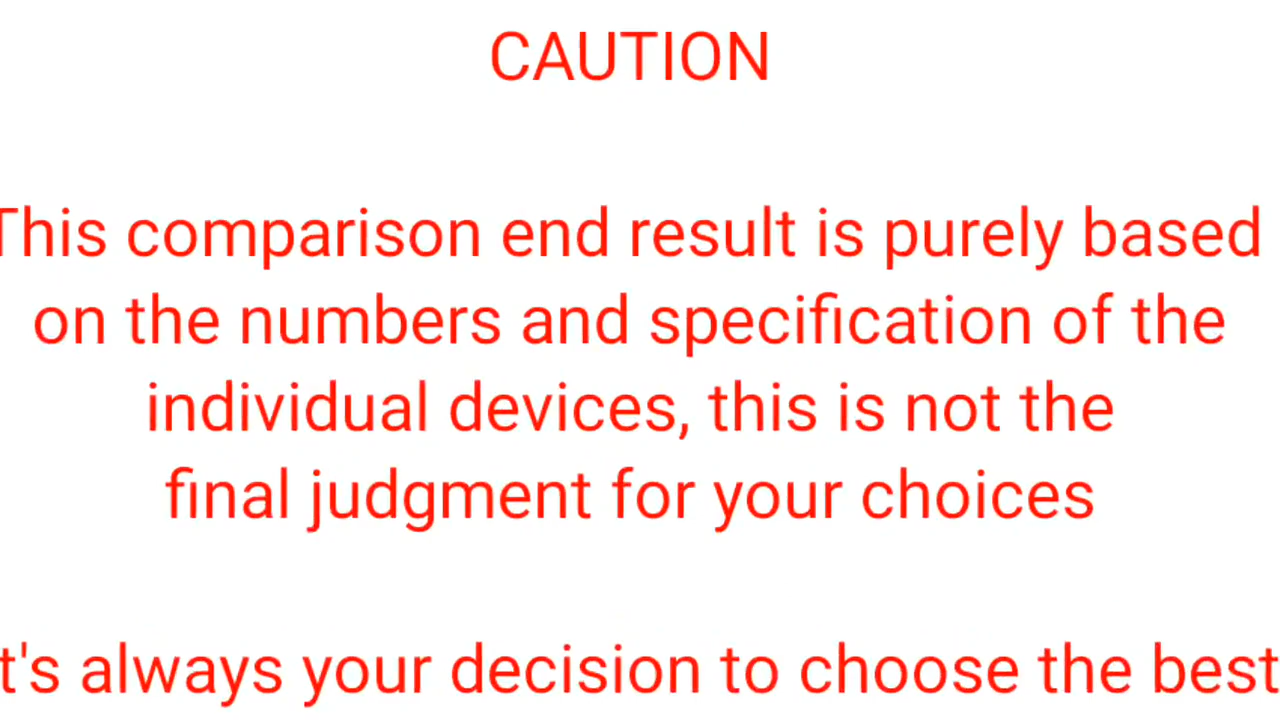 CAUTION
This comparison end result is purely based
on the numbers and specification of the
individual devices, this is not the
final judgment for your choices
t's always your decision to choose the best